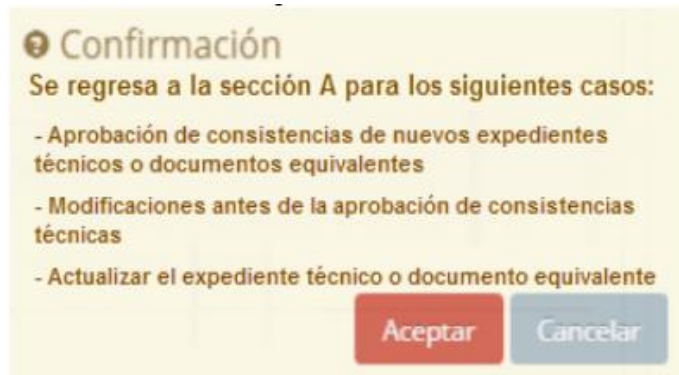 Confirmación
Se regresa a la sección A para los siguientes casos:
- Aprobación de consistencias de nuevos expedientes
técnicos o documentos equivalentes
- Modificaciones antes de la aprobación de consistencias
técnicas
- Actualizar el expediente técnico o documento equivalente
Aceptar Cancelar